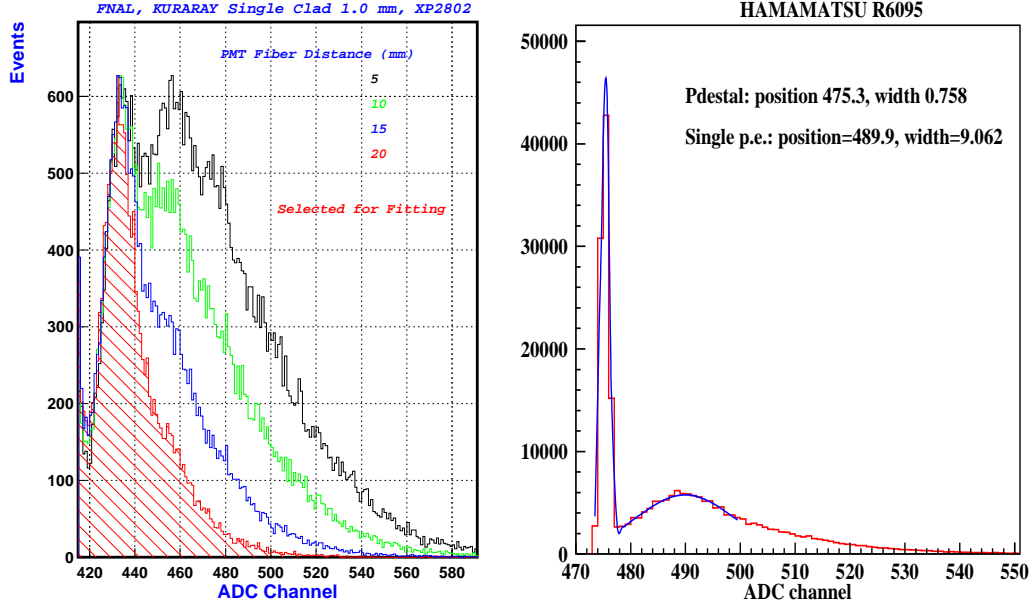 FNAL, KURARAY Single Clad 1.0 mm, XP2802
Events
PMT Fiber Distance (mm)
5
10
15
20
Selected for Fitting
600
500
400
300
200
100
0
420 440 460 480 500 520 540 560 580
ADC Channel
HAMAMATSU R6095
Pdestal: position 475.3, width 0.758
Single p.e.: position=489.9, width=9.062
50000
40000
30000
20000
10000
0
470 480 490 500 510 520 530 540 550
ADC channel